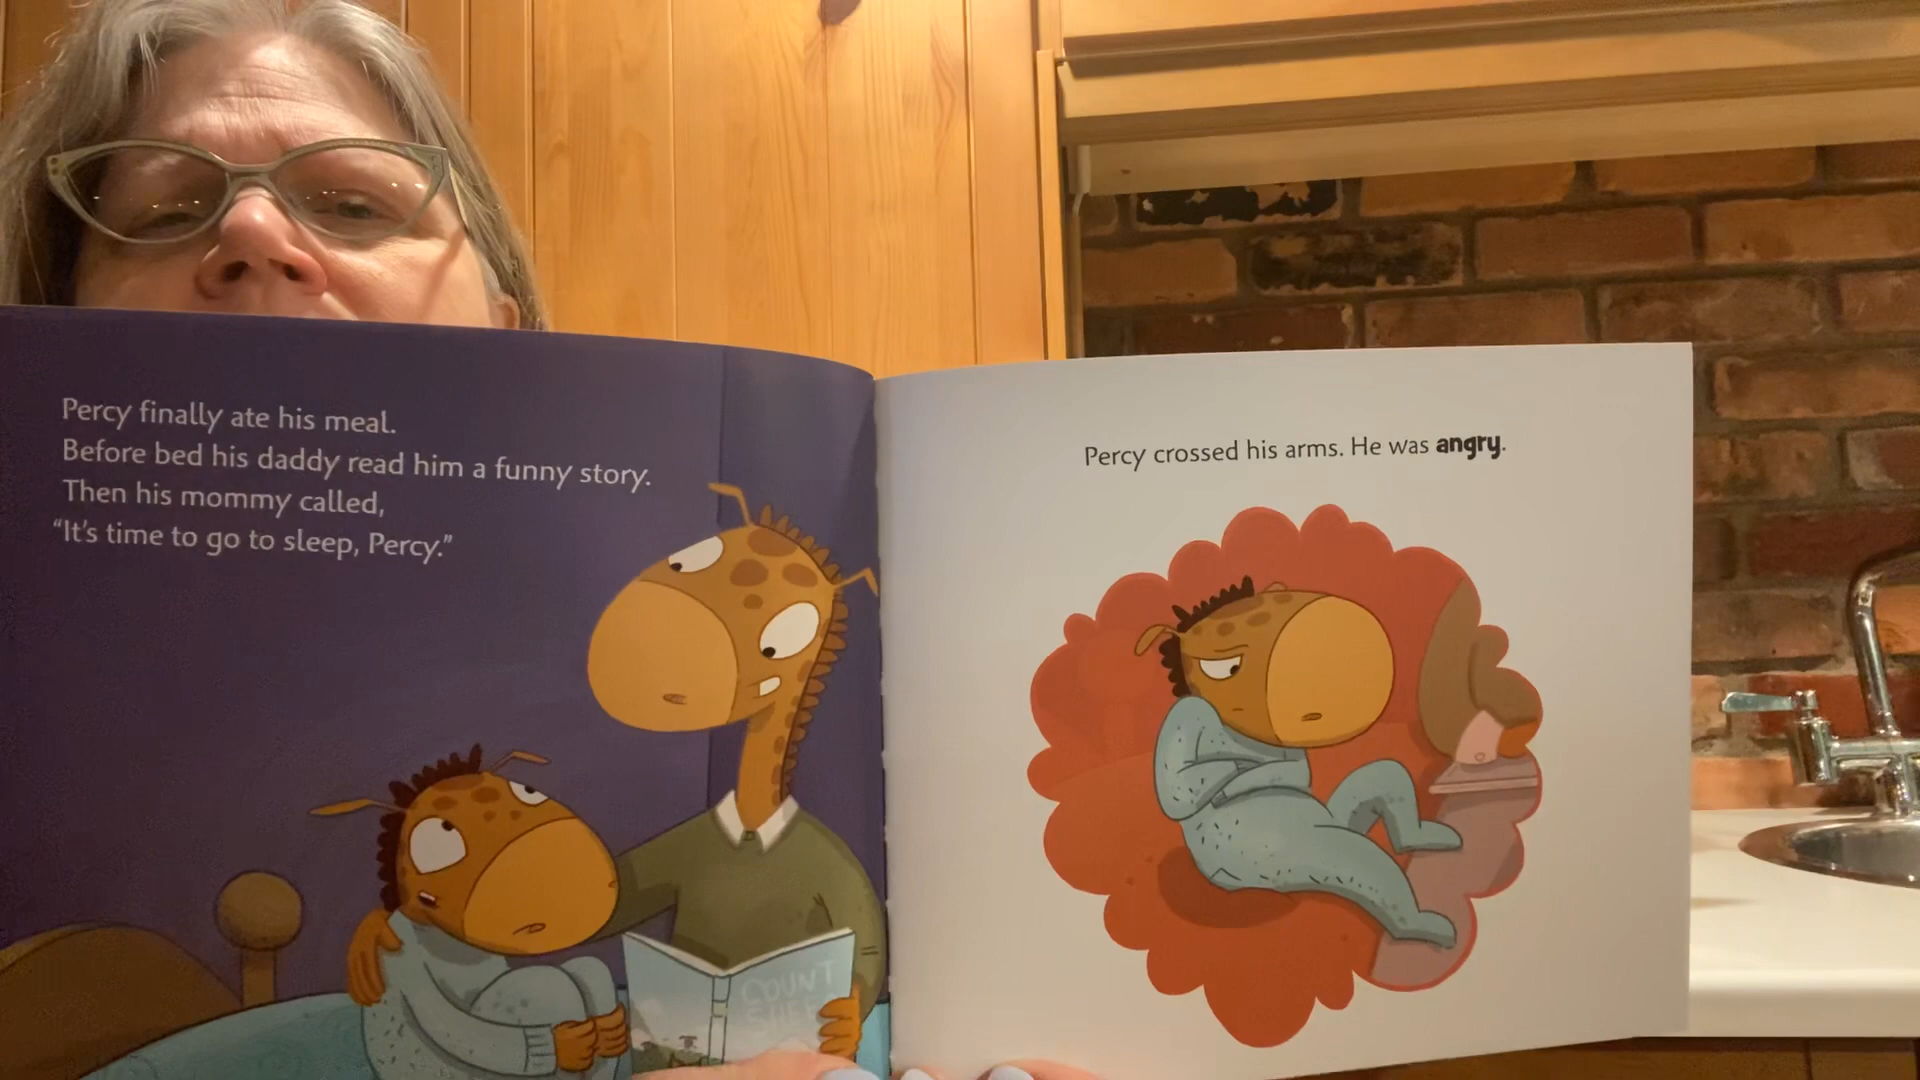 Percy finally ate his meal.
Before bed his daddy read him a funny story.
Then his mommy called,
“It’s time to go to sleep, Percy.”
Percy crossed his arms. He was angry.
COUNT